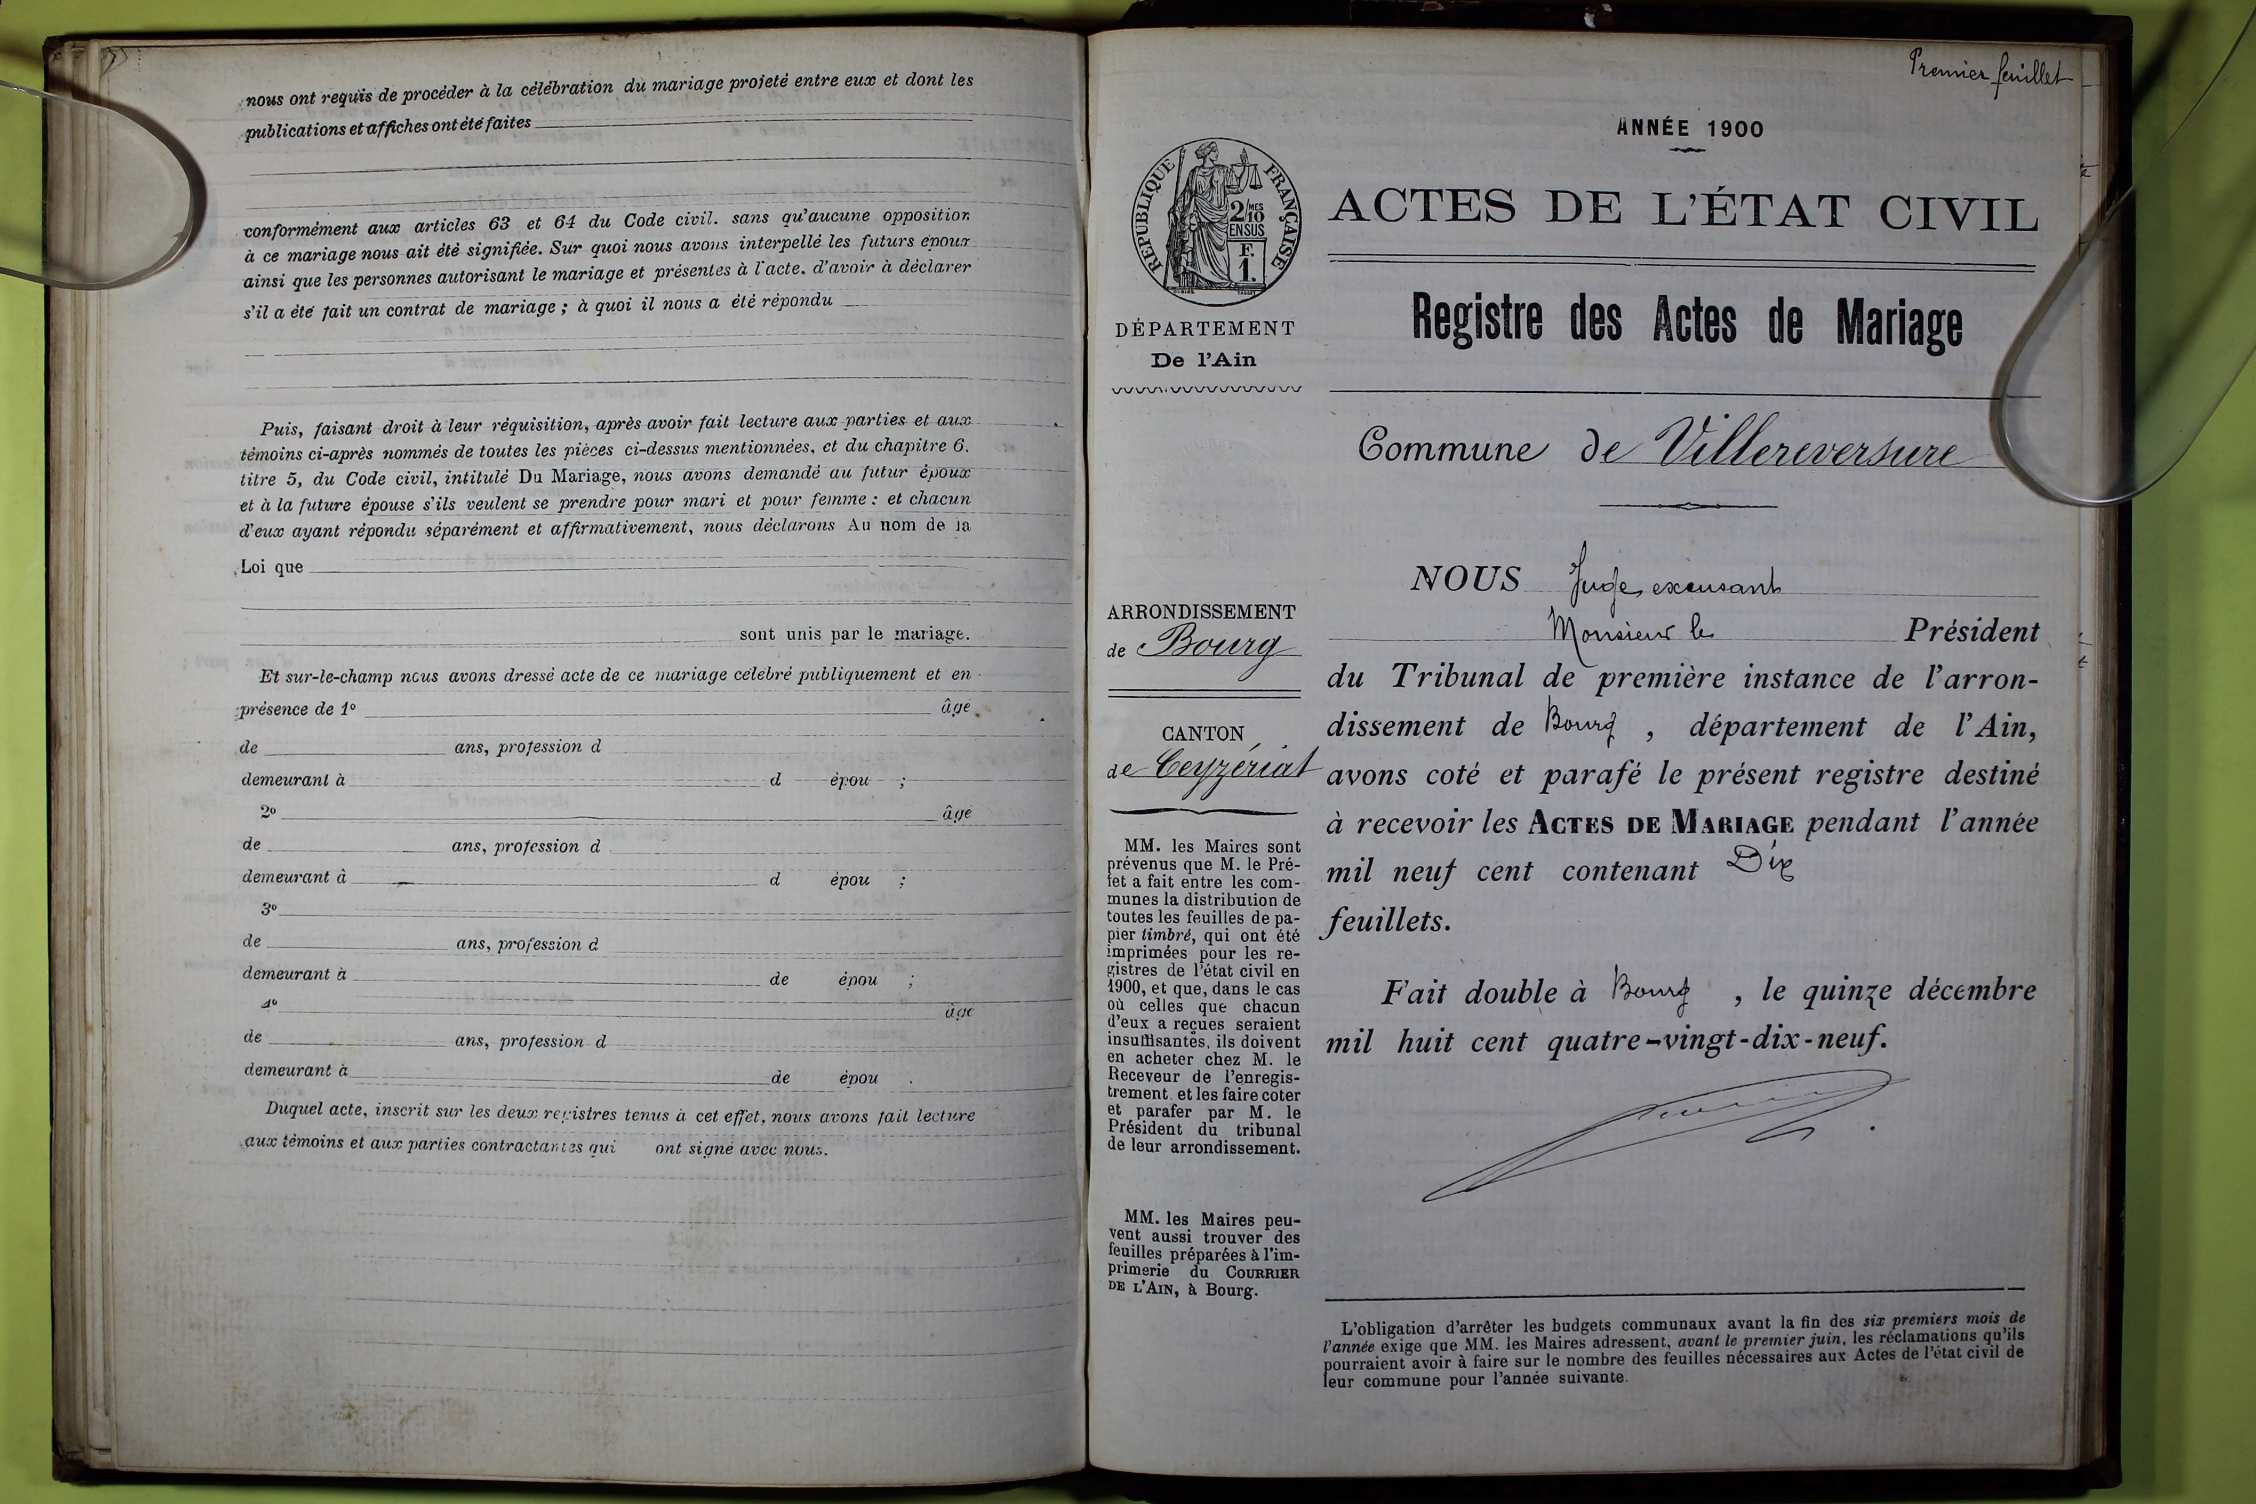 nous ont requis de procéder à la célébration du mariage projeté entre eux et dont les
publications et affiches ont été faites
conformément aux articles 63 et 64 du Code civil. sans qu'aucune opposition
à ce mariage nous ait été signifiée. Sur quoi nous avons interpellé les futurs époux
ainsi que les personnes autorisant le mariage et présentes à l'acte. d'avoir à déclarer
s'il a été fait un contrat de mariage ; à quoi il nous a été répondu
Puis, faisant droit à leur réquisition, après avoir fait lecture aux parties et aux
témoins ci-après nommés de toutes les pièces ci-dessus mentionnées, et du chapitre 6.
titre 5, du Code civil, intitulé Du Mariage, nous avons demandé au futur époux
et à la future épouse s'ils veulent se prendre pour mari et pour femme : et chacun
d'eux ayant répondu séparément et affirmativement, nous déclarons Au nom de la
Loi que
sont unis par le mariage.
Et sur-le-champ nous avons dressé acte de ce mariage célébré publiquement et en
présence de 1º âgé
de ans, profession d
demeurant à d épou ;
2º âgé
de ans, profession d
demeurant à d épou ;
3º
de ans, profession d
demeurant à de épou ;
4º âgé
de ans, profession d
demeurant à de épou .
Duquel acte, inscrit sur les deux registres tenus à cet effet, nous avons fait lecture
aux témoins et aux parties contractantes qui ont signé avec nous.
Premier feuillet
ANNÉE 1900
RÉPUBLIQUE FRANÇAISE
2/10 MES
EN SUS
F.
1.
ACTES DE L'ÉTAT CIVIL
Registre des Actes de Mariage
DÉPARTEMENT
De l'Ain
Commune de Villereversure
ARRONDISSEMENT
de Bourg
CANTON
de Ceyzériat
MM. les Maires sont
prévenus que M. le Pré-
fet a fait entre les com-
munes la distribution de
toutes les feuilles de pa-
pier timbré, qui ont été
imprimées pour les re-
gistres de l'état civil en
1900, et que, dans le cas
où celles que chacun
d'eux a reçues seraient
insuffisantes, ils doivent
en acheter chez M. le
Receveur de l'enregis-
trement et les faire coter
et parafer par M. le
Président du tribunal
de leur arrondissement.
MM. les Maires peu-
vent aussi trouver des
feuilles préparées à l'im-
primerie du COURRIER
DE L'AIN, à Bourg.
NOUS Juge, excusant
Monsieur le Président
du Tribunal de première instance de l'arron-
dissement de Bourg , département de l'Ain,
avons coté et parafé le présent registre destiné
à recevoir les ACTES DE MARIAGE pendant l'année
mil neuf cent contenant Dix
feuillets.
Fait double à Bourg , le quinze décembre
mil huit cent quatre-vingt-dix-neuf.
L'obligation d'arrêter les budgets communaux avant la fin des six premiers mois de
l'année exige que MM. les Maires adressent, avant le premier juin, les réclamations qu'ils
pourraient avoir à faire sur le nombre des feuilles nécessaires aux Actes de l'état civil de
leur commune pour l'année suivante.